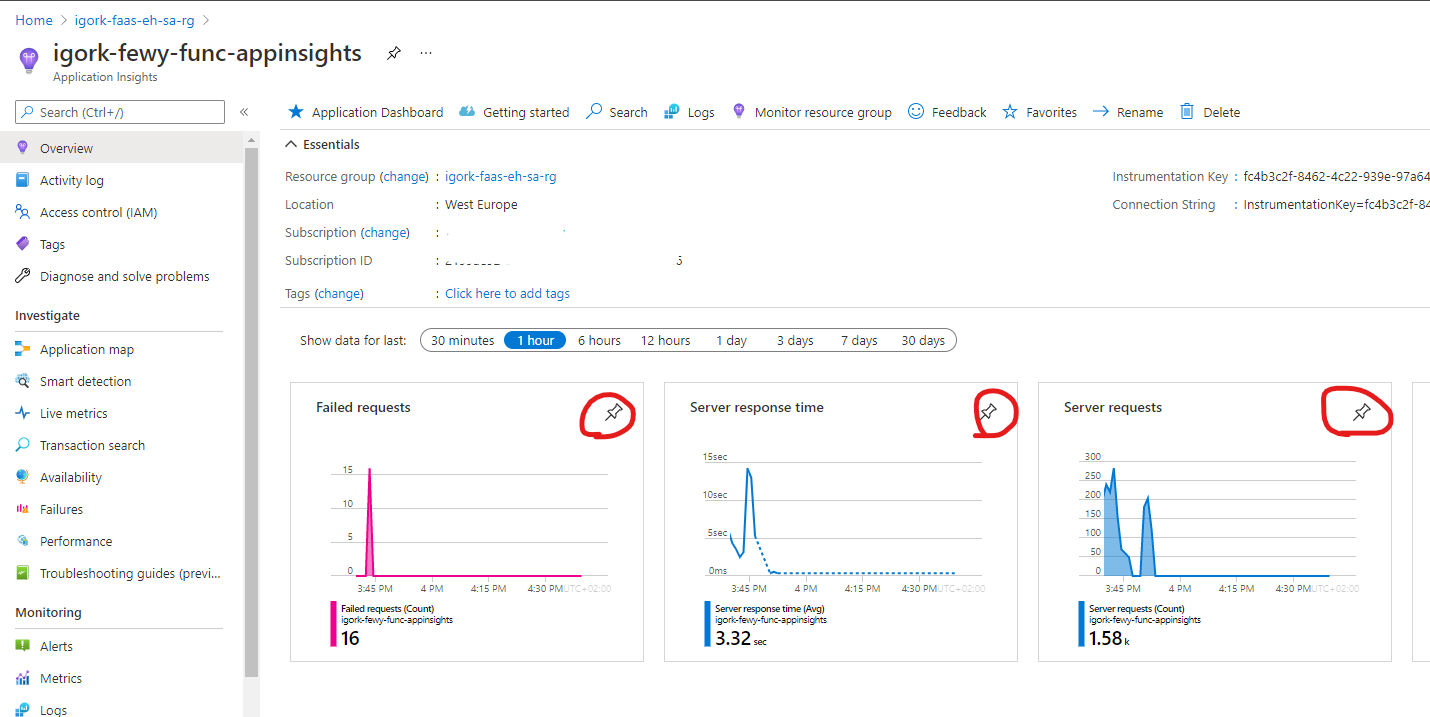 Home > igork-faas-eh-sa-rg >
igork-fewy-func-appinsights ...
Application Insights
Search (Ctrl+/) «
Overview
Activity log
Access control (IAM)
Tags
Diagnose and solve problems
Investigate
Application map
Smart detection
Live metrics
Transaction search
Availability
Failures
Performance
Troubleshooting guides (previ...
Monitoring
Alerts
Metrics
Logs
Application Dashboard Getting started Search Logs Monitor resource group Feedback Favorites Rename Delete
Essentials
Resource group (change) : igork-faas-eh-sa-rg
Location : West Europe
Subscription (change) :
Subscription ID : 5
Tags (change) : Click here to add tags
Instrumentation Key : fc4b3c2f-8462-4c22-939e-97a64
Connection String : InstrumentationKey=fc4b3c2f-84
Show data for last: 30 minutes 1 hour 6 hours 12 hours 1 day 3 days 7 days 30 days
Failed requests
15
10
5
0
3:45 PM 4 PM 4:15 PM 4:30 PM UTC+02:00
Failed requests (Count)
igork-fewy-func-appinsights
16
Server response time
15sec
10sec
5sec
0ms
3:45 PM 4 PM 4:15 PM 4:30 PM UTC+02:00
Server response time (Avg)
igork-fewy-func-appinsights
3.32 sec
Server requests
300
250
200
150
100
50
0
3:45 PM 4 PM 4:15 PM 4:30 PM UTC+02:00
Server requests (Count)
igork-fewy-func-appinsights
1.58 k